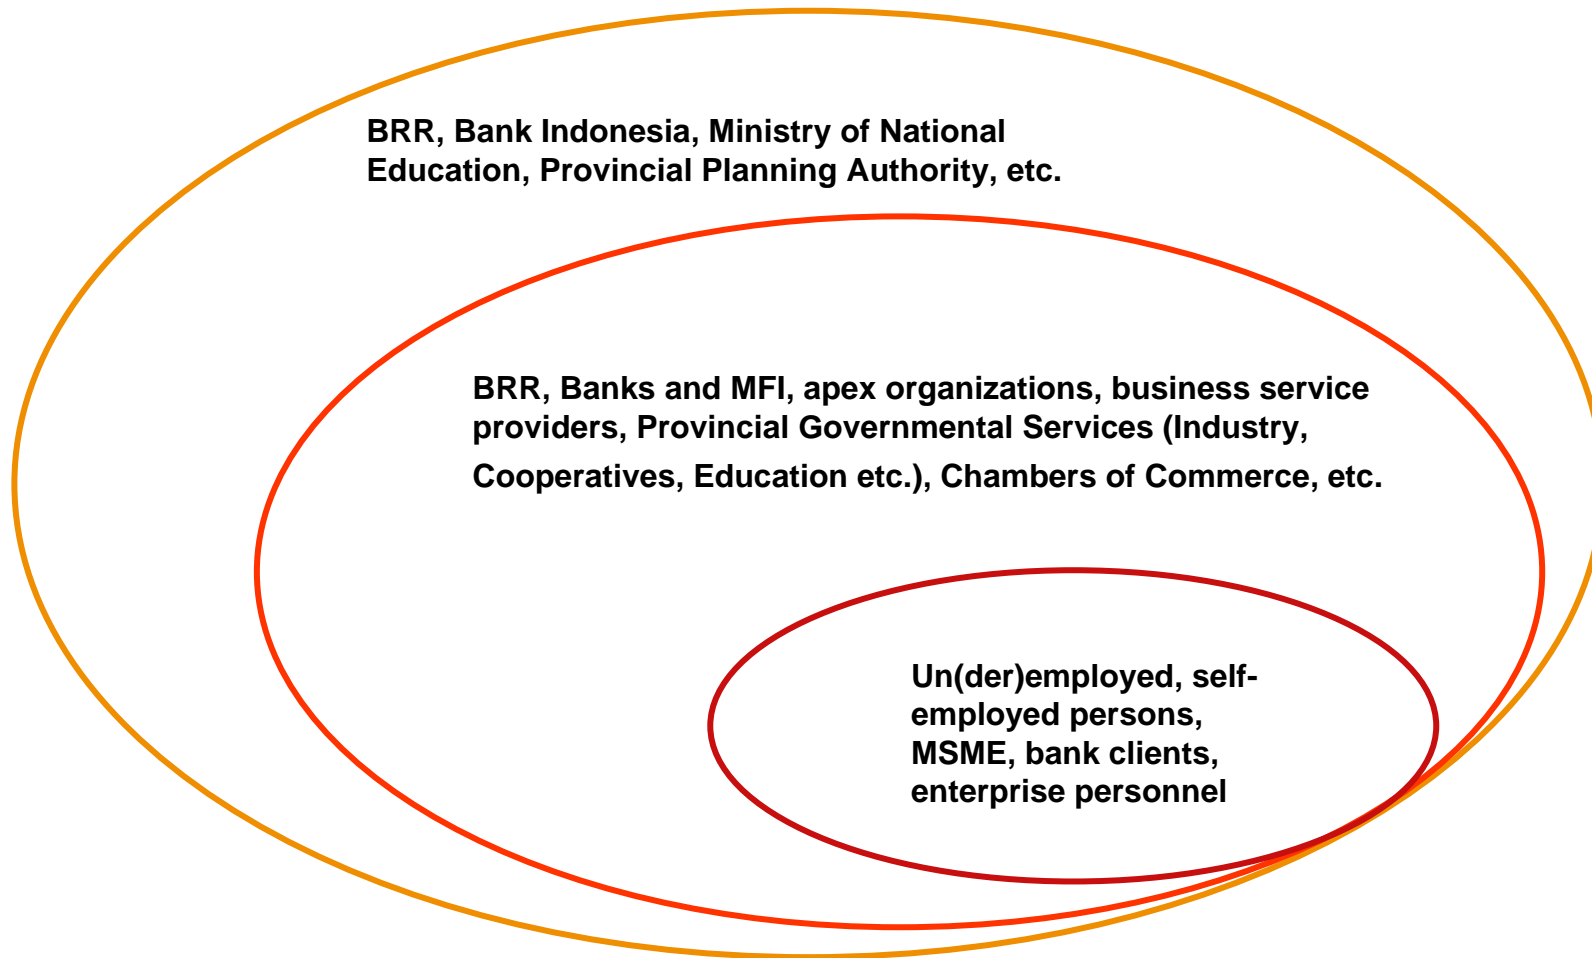 BRR, Bank Indonesia, Ministry of National
Education, Provincial Planning Authority, etc.
BRR, Banks and MFI, apex organizations, business service
providers, Provincial Governmental Services (Industry,
Cooperatives, Education etc.), Chambers of Commerce, etc.
Un(der)employed, self-
employed persons,
MSME, bank clients,
enterprise personnel